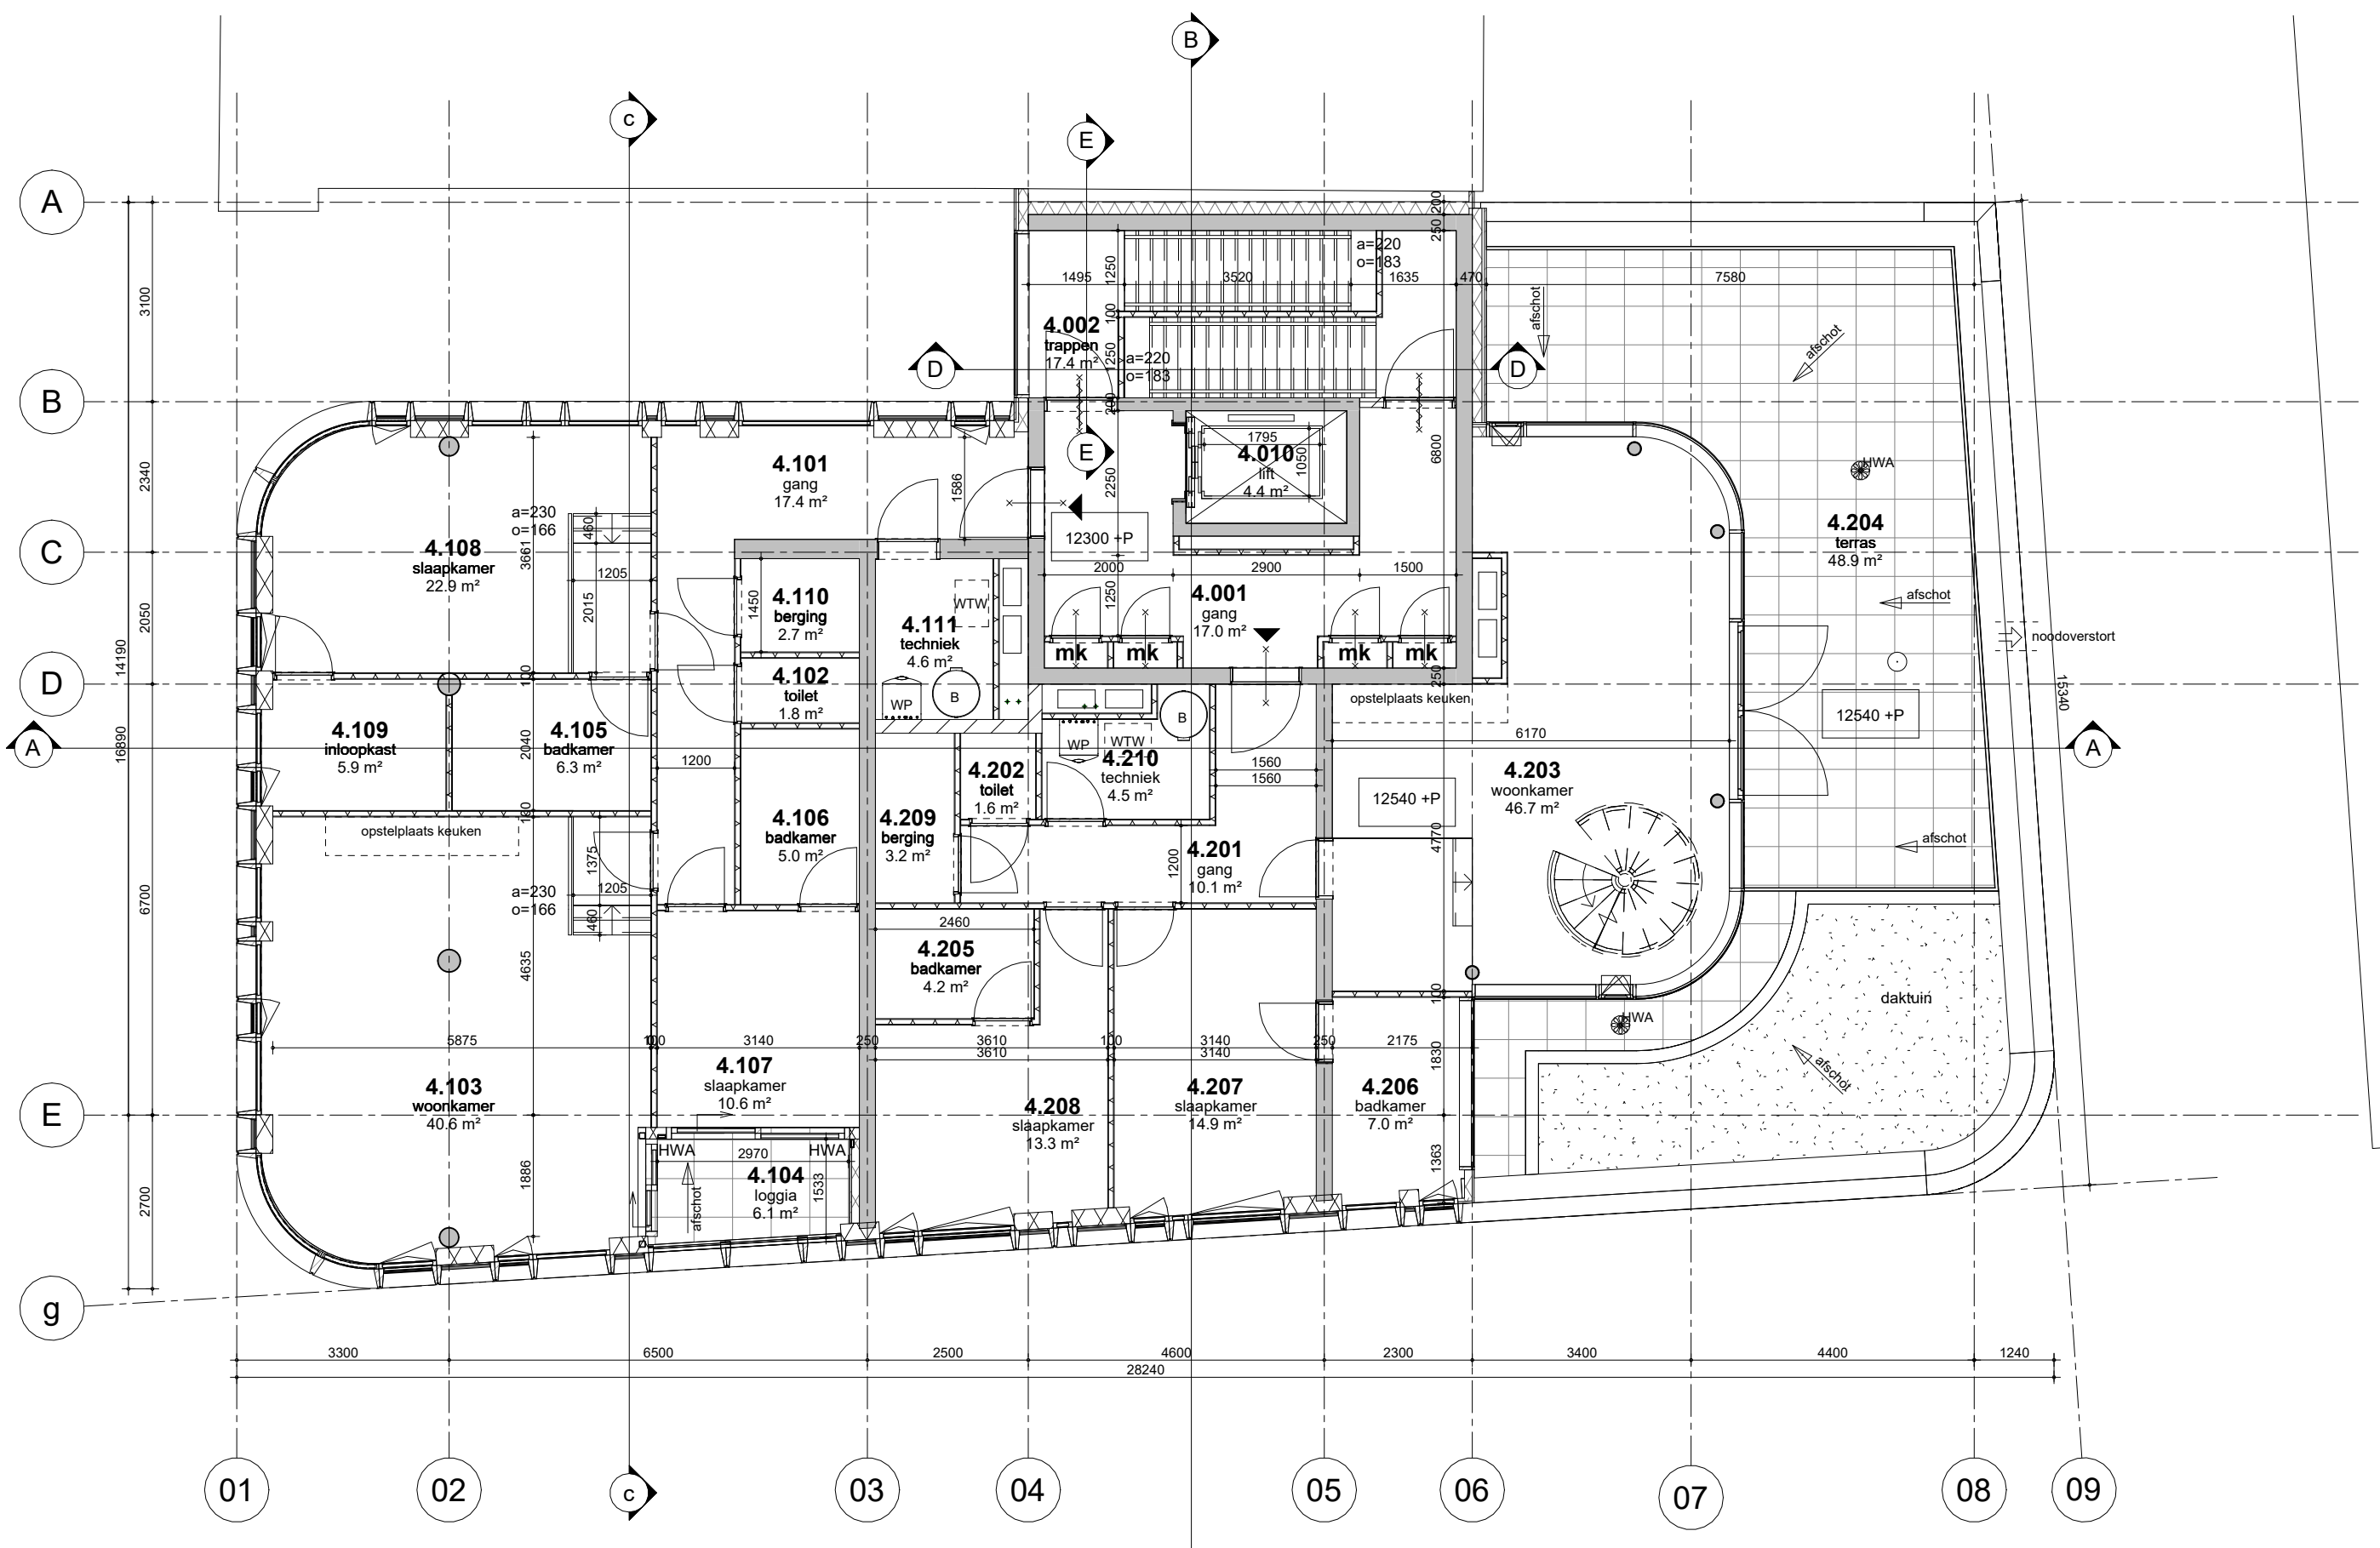 B
c
E
A
3100
200
250
a=220
o=183
1495
1250
3520
1635
470
7580
afschot
afschot
4.002
trappen
17.4 m²
100
1250
a=220
o=183
D
D
B
200
2340
4.101
gang
17.4 m²
1586
E
2250
1795
1050
4.010
lift
4.4 m²
6800
HWA
a=230
o=166
460
3661
4.108
slaapkamer
22.9 m²
1205
2015
12300 +P
2000
2900
1500
4.204
terras
48.9 m²
C
2050
14190
16890
1450
4.110
berging
2.7 m²
WTW
4.111
techniek
4.6 m²
1250
4.001
gang
17.0 m²
afschot
noodoverstort
mk
mk
mk
mk
D
100
4.102
toilet
1.8 m²
WP
B
B
250
opstelplaats keuken
15340
12540 +P
A
4.109
inloopkast
5.9 m²
2040
4.105
badkamer
6.3 m²
1200
WP
WTW
4.202
toilet
1.6 m²
4.210
techniek
4.5 m²
1560
1560
6170
4.203
woonkamer
46.7 m²
12540 +P
A
100
opstelplaats keuken
4.106
badkamer
5.0 m²
4.209
berging
3.2 m²
1375
1200
4.201
gang
10.1 m²
4770
afschot
a=230
o=166
1205
460
6700
4635
2460
4.205
badkamer
4.2 m²
100
HWA
daktuin
5875
100
3140
250
3610
100
3140
250
2175
3610
3140
1830
afschot
4.103
woonkamer
40.6 m²
4.107
slaapkamer
10.6 m²
4.208
slaapkamer
13.3 m²
4.207
slaapkamer
14.9 m²
4.206
badkamer
7.0 m²
E
1886
HWA
2970
HWA
4.104
loggia
6.1 m²
1533
afschot
1363
2700
g
3300
6500
2500
4600
2300
3400
4400
1240
28240
01
02
c
03
04
05
06
07
08
09